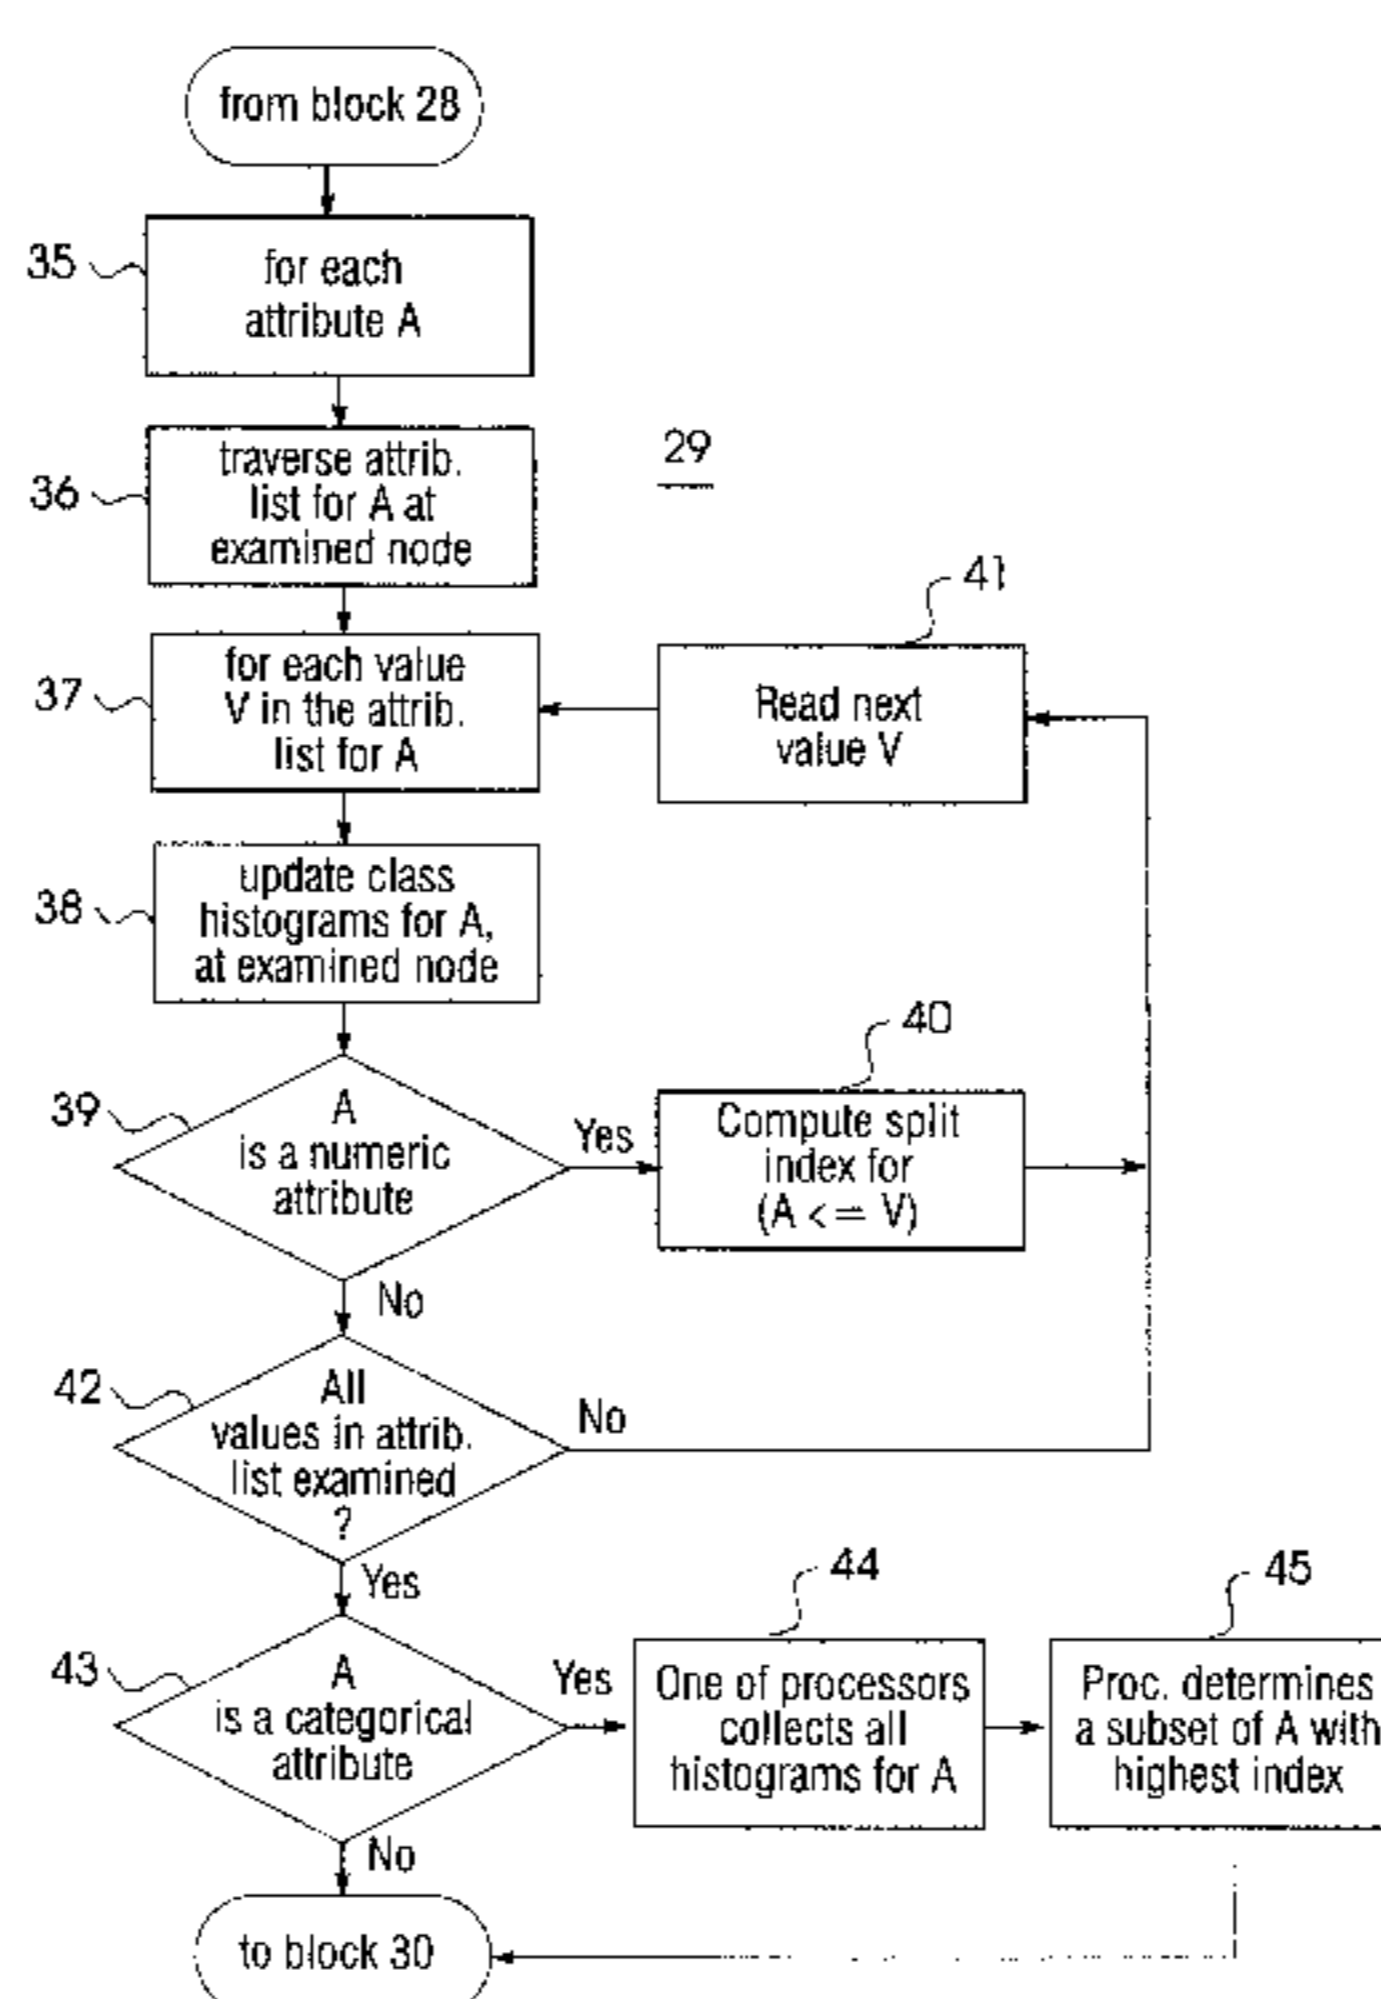 from block 28
35
for each
attribute A
36
traverse attrib.
list for A at
examined node
29
37
for each value
V in the attrib.
list for A
41
Read next
value V
38
update class
histograms for A,
at examined node
39
A
is a numeric
attribute
Yes
40
Compute split
index for
(A <= V)
No
42
All
values in attrib.
list examined
?
No
Yes
43
A
is a categorical
attribute
Yes
44
One of processors
collects all
histograms for A
45
Proc. determines
a subset of A with
highest index
No
to block 30